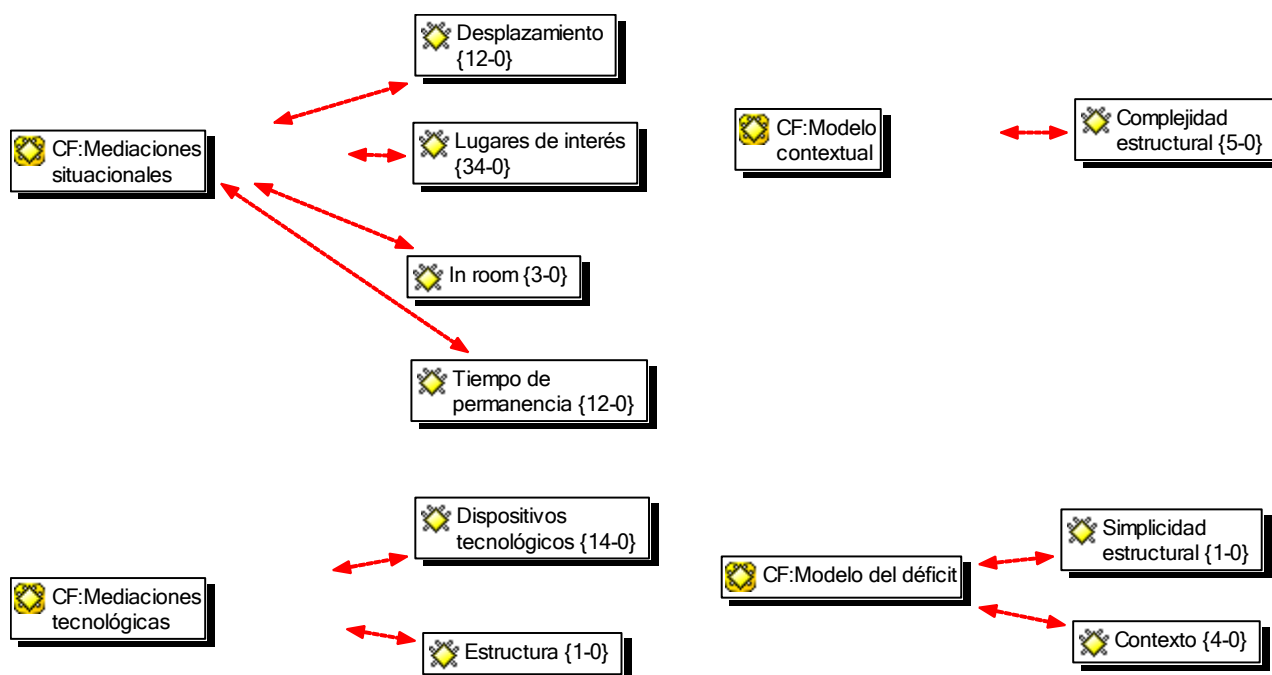 CF:Mediaciones
situacionales
Desplazamiento
{12-0}
Lugares de interés
{34-0}
In room {3-0}
Tiempo de
permanencia {12-0}
CF:Modelo
contextual
Complejidad
estructural {5-0}
CF:Mediaciones
tecnológicas
Dispositivos
tecnológicos {14-0}
Estructura {1-0}
CF:Modelo del déficit
Simplicidad
estructural {1-0}
Contexto {4-0}